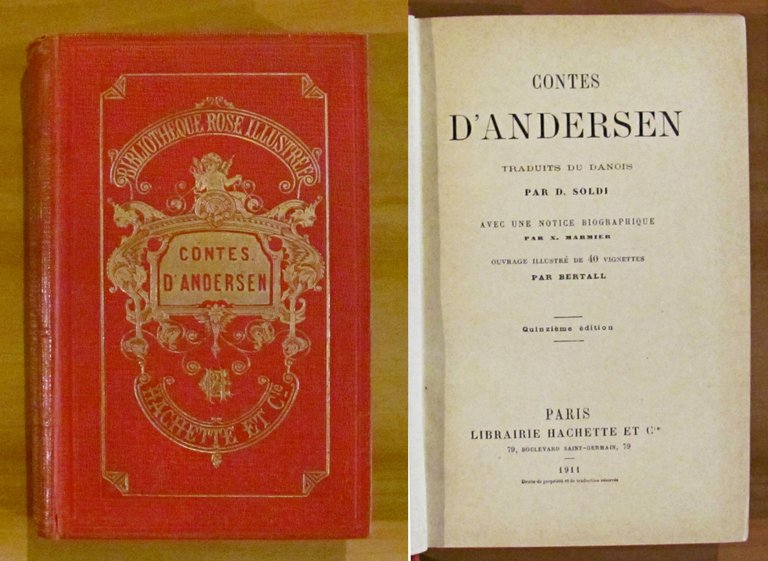 BIBLIOTHEQUE ROSE ILLUSTRÉE
CONTES
D'ANDERSEN
HACHETTE ET Cie
CONTES
D'ANDERSEN
TRADUITS DU DANOIS
PAR D. SOLDI
AVEC UNE NOTICE BIOGRAPHIQUE
PAR X. MARMIER
OUVRAGE ILLUSTRÉ DE 40 VIGNETTES
PAR BERTALL
Quinzième édition
PARIS
LIBRAIRIE HACHETTE ET Cie
79, BOULEVARD SAINT-GERMAIN, 79
1911
Droits de propriété et de traduction réservés